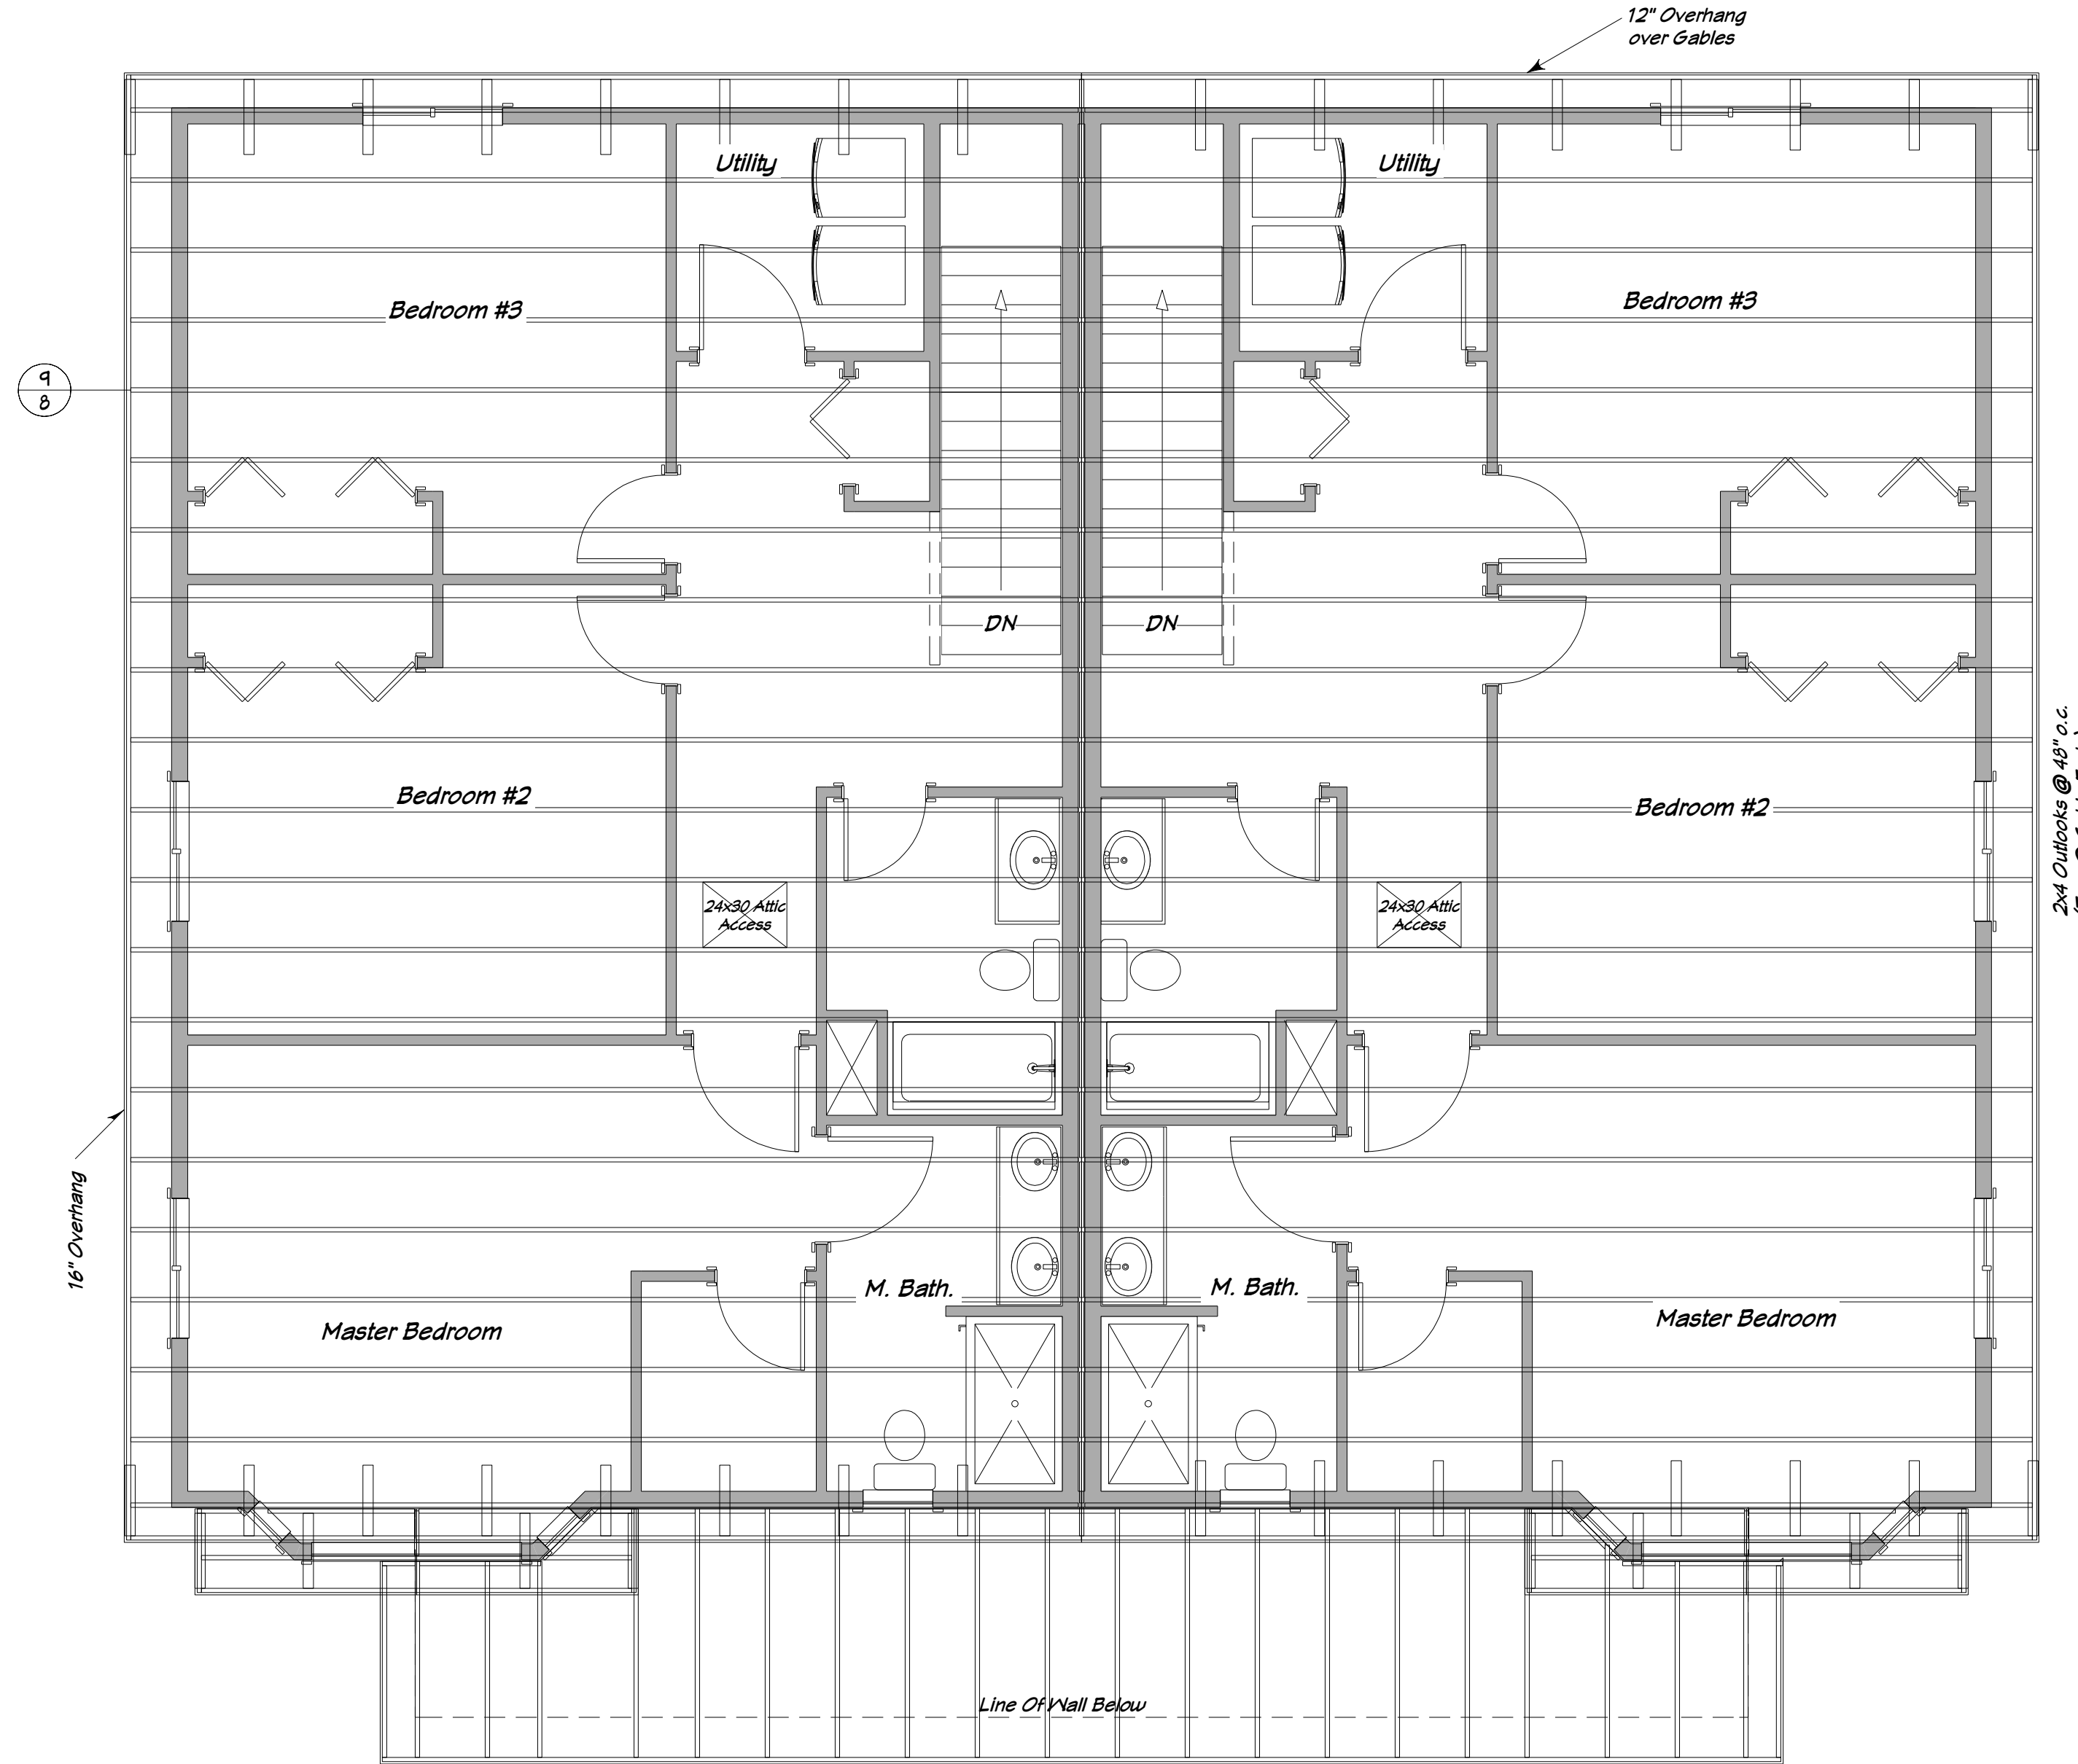 12" Overhang
over Gables
Utility
Utility
Bedroom #3
Bedroom #3
9
8
DN
DN
2x4 Outlooks @ 48" o.c.
Bedroom #2
Bedroom #2
24x30 Attic
Access
24x30 Attic
Access
16" Overhang
M. Bath.
M. Bath.
Master Bedroom
Master Bedroom
Line Of Wall Below